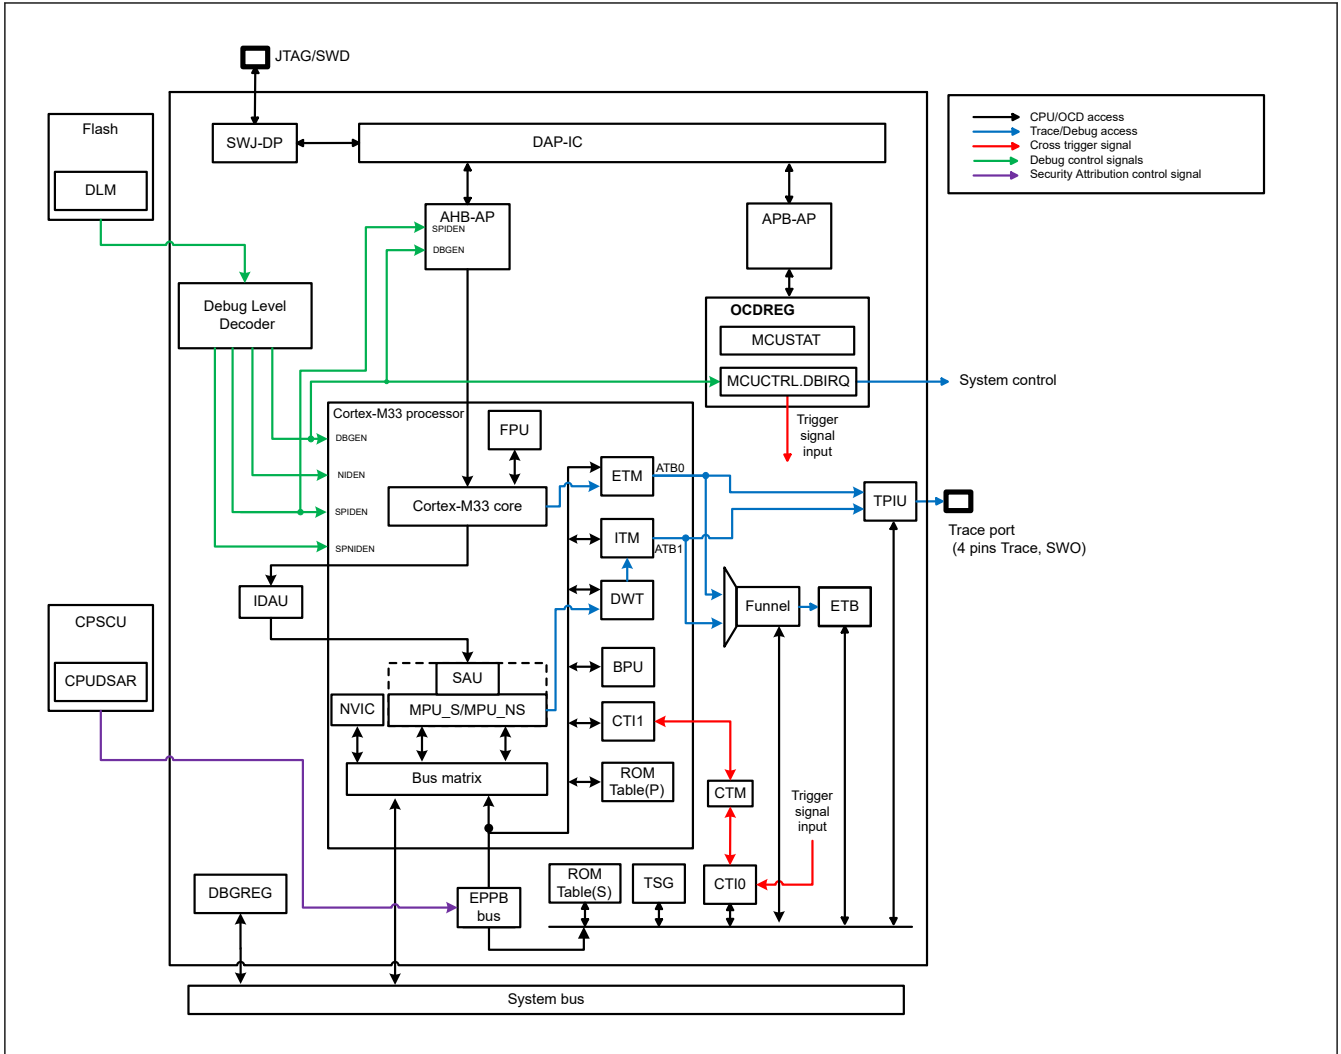 JTAG/SWD
Flash
DLM
SWJ-DP
DAP-IC
CPU/OCD access
Trace/Debug access
Cross trigger signal
Debug control signals
Security Attribution control signal
AHB-AP
SPIDEN
DBGEN
APB-AP
Debug Level
Decoder
OCDREG
MCUSTAT
MCUCTRL.DBIRQ
System control
Trigger
signal
input
Cortex-M33 processor
DBGEN
NIDEN
SPIDEN
SPNIDEN
FPU
Cortex-M33 core
ETM
ATB0
ITM
ATB1
DWT
TPIU
Trace port
(4 pins Trace, SWO)
Funnel
ETB
IDAU
CPSCU
CPUDSAR
SAU
MPU_S/MPU_NS
NVIC
Bus matrix
BPU
CTI1
ROM
Table(P)
CTM
Trigger
signal
input
DBGREG
EPPB
bus
ROM
Table(S)
TSG
CTI0
System bus